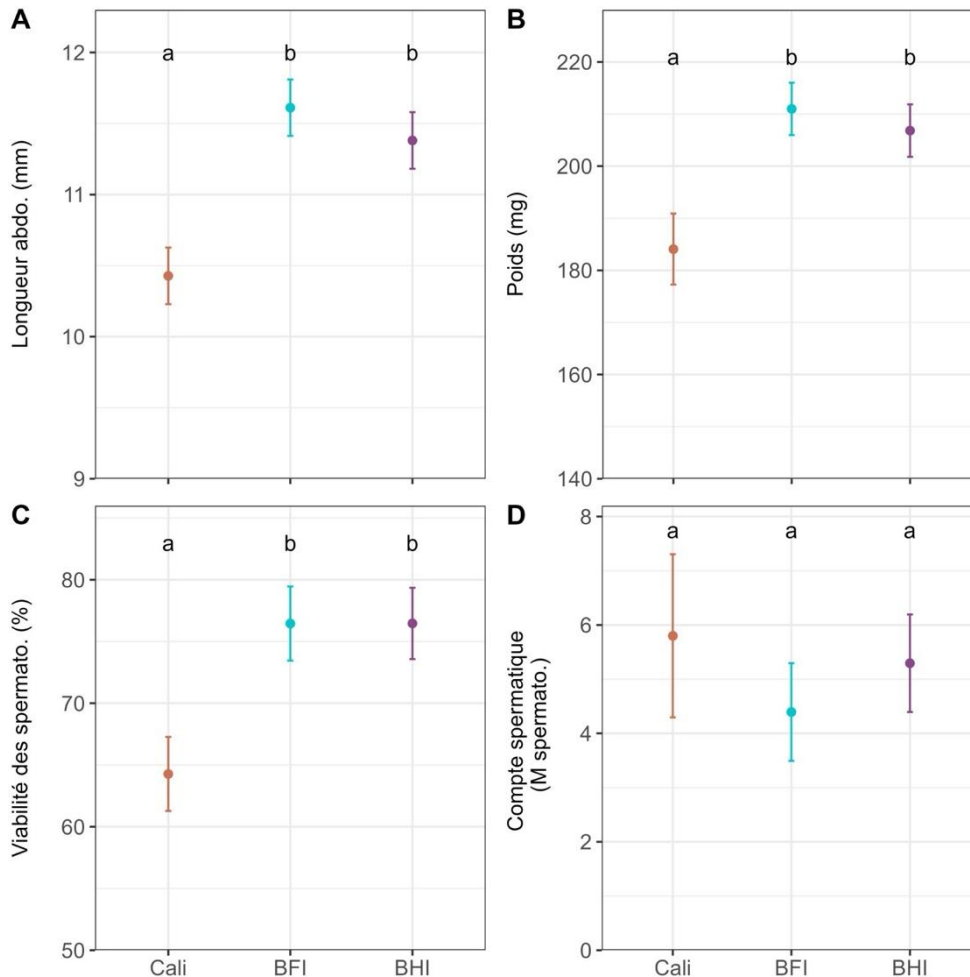 A
a
b
b
12
11
10
9
Longueur abdo. (mm)
B
a
b
b
220
200
180
160
140
Poids (mg)
C
a
b
b
80
70
60
50
Viabilité des spermato. (%)
Cali
BFI
BHI
D
a
a
a
8
6
4
2
0
Compte spermatique
(M spermato.)
Cali
BFI
BHI